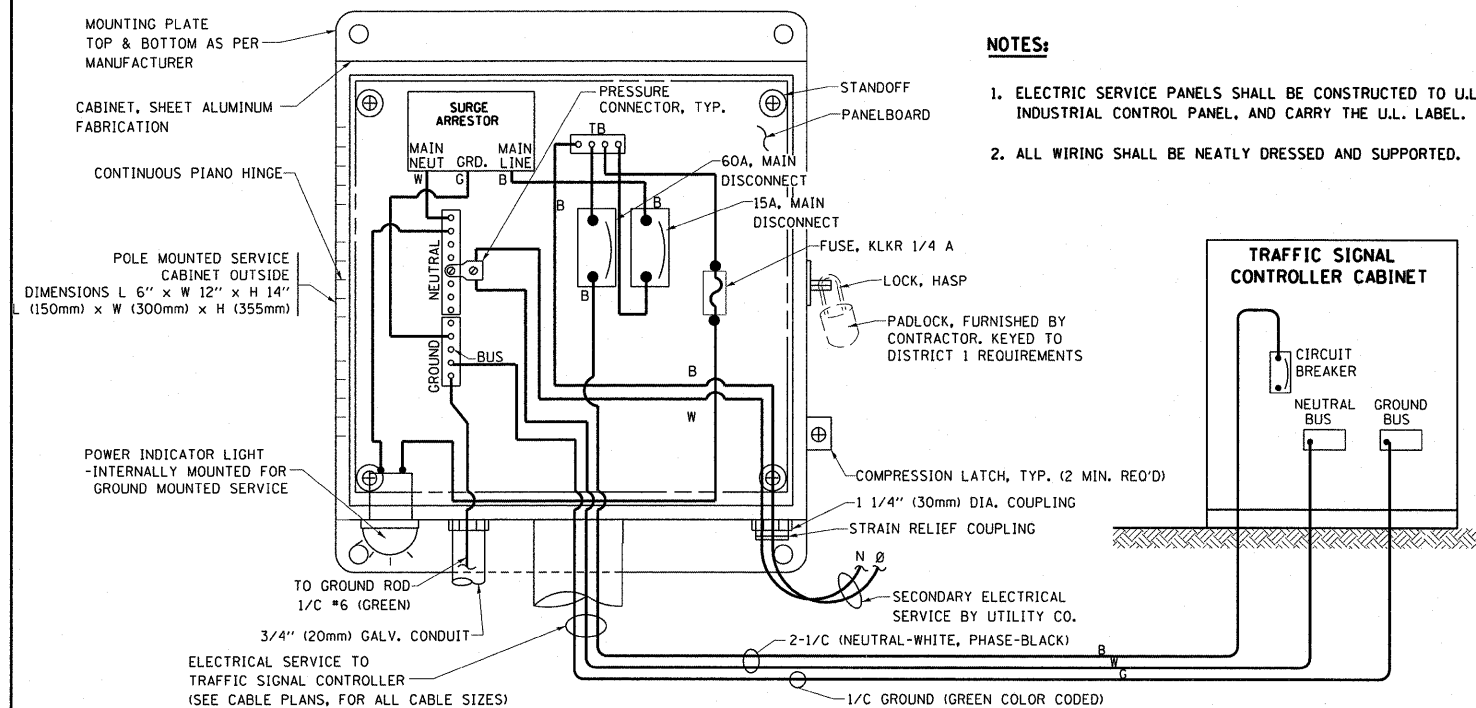 MOUNTING PLATE
TOP & BOTTOM AS PER
MANUFACTURER
CABINET, SHEET ALUMINUM
FABRICATION
CONTINUOUS PIANO HINGE
POLE MOUNTED SERVICE
CABINET OUTSIDE
DIMENSIONS L 6" x W 12" x H 14"
L (150mm) x W (300mm) x H (355mm)
POWER INDICATOR LIGHT
-INTERNALLY MOUNTED FOR
GROUND MOUNTED SERVICE
SURGE
ARRESTOR
MAIN
NEUT
GRD.
MAIN
LINE
W
G
B
PRESSURE
CONNECTOR, TYP.
TB
STANDOFF
PANELBOARD
60A, MAIN
DISCONNECT
15A, MAIN
DISCONNECT
B
B
B
FUSE, KLKR 1/4 A
LOCK, HASP
PADLOCK, FURNISHED BY
CONTRACTOR. KEYED TO
DISTRICT 1 REQUIREMENTS
NEUTRAL
GROUND
BUS
B
W
COMPRESSION LATCH, TYP. (2 MIN. REQ'D)
1 1/4" (30mm) DIA. COUPLING
STRAIN RELIEF COUPLING
N Ø
SECONDARY ELECTRICAL
SERVICE BY UTILITY CO.
TO GROUND ROD
1/C #6 (GREEN)
3/4" (20mm) GALV. CONDUIT
ELECTRICAL SERVICE TO
TRAFFIC SIGNAL CONTROLLER
(SEE CABLE PLANS, FOR ALL CABLE SIZES)
2-1/C (NEUTRAL-WHITE, PHASE-BLACK)
B
W
G
1/C GROUND (GREEN COLOR CODED)
NOTES:
1. ELECTRIC SERVICE PANELS SHALL BE CONSTRUCTED TO U.L
INDUSTRIAL CONTROL PANEL, AND CARRY THE U.L. LABEL.
2. ALL WIRING SHALL BE NEATLY DRESSED AND SUPPORTED.
TRAFFIC SIGNAL
CONTROLLER CABINET
CIRCUIT
BREAKER
NEUTRAL
BUS
GROUND
BUS